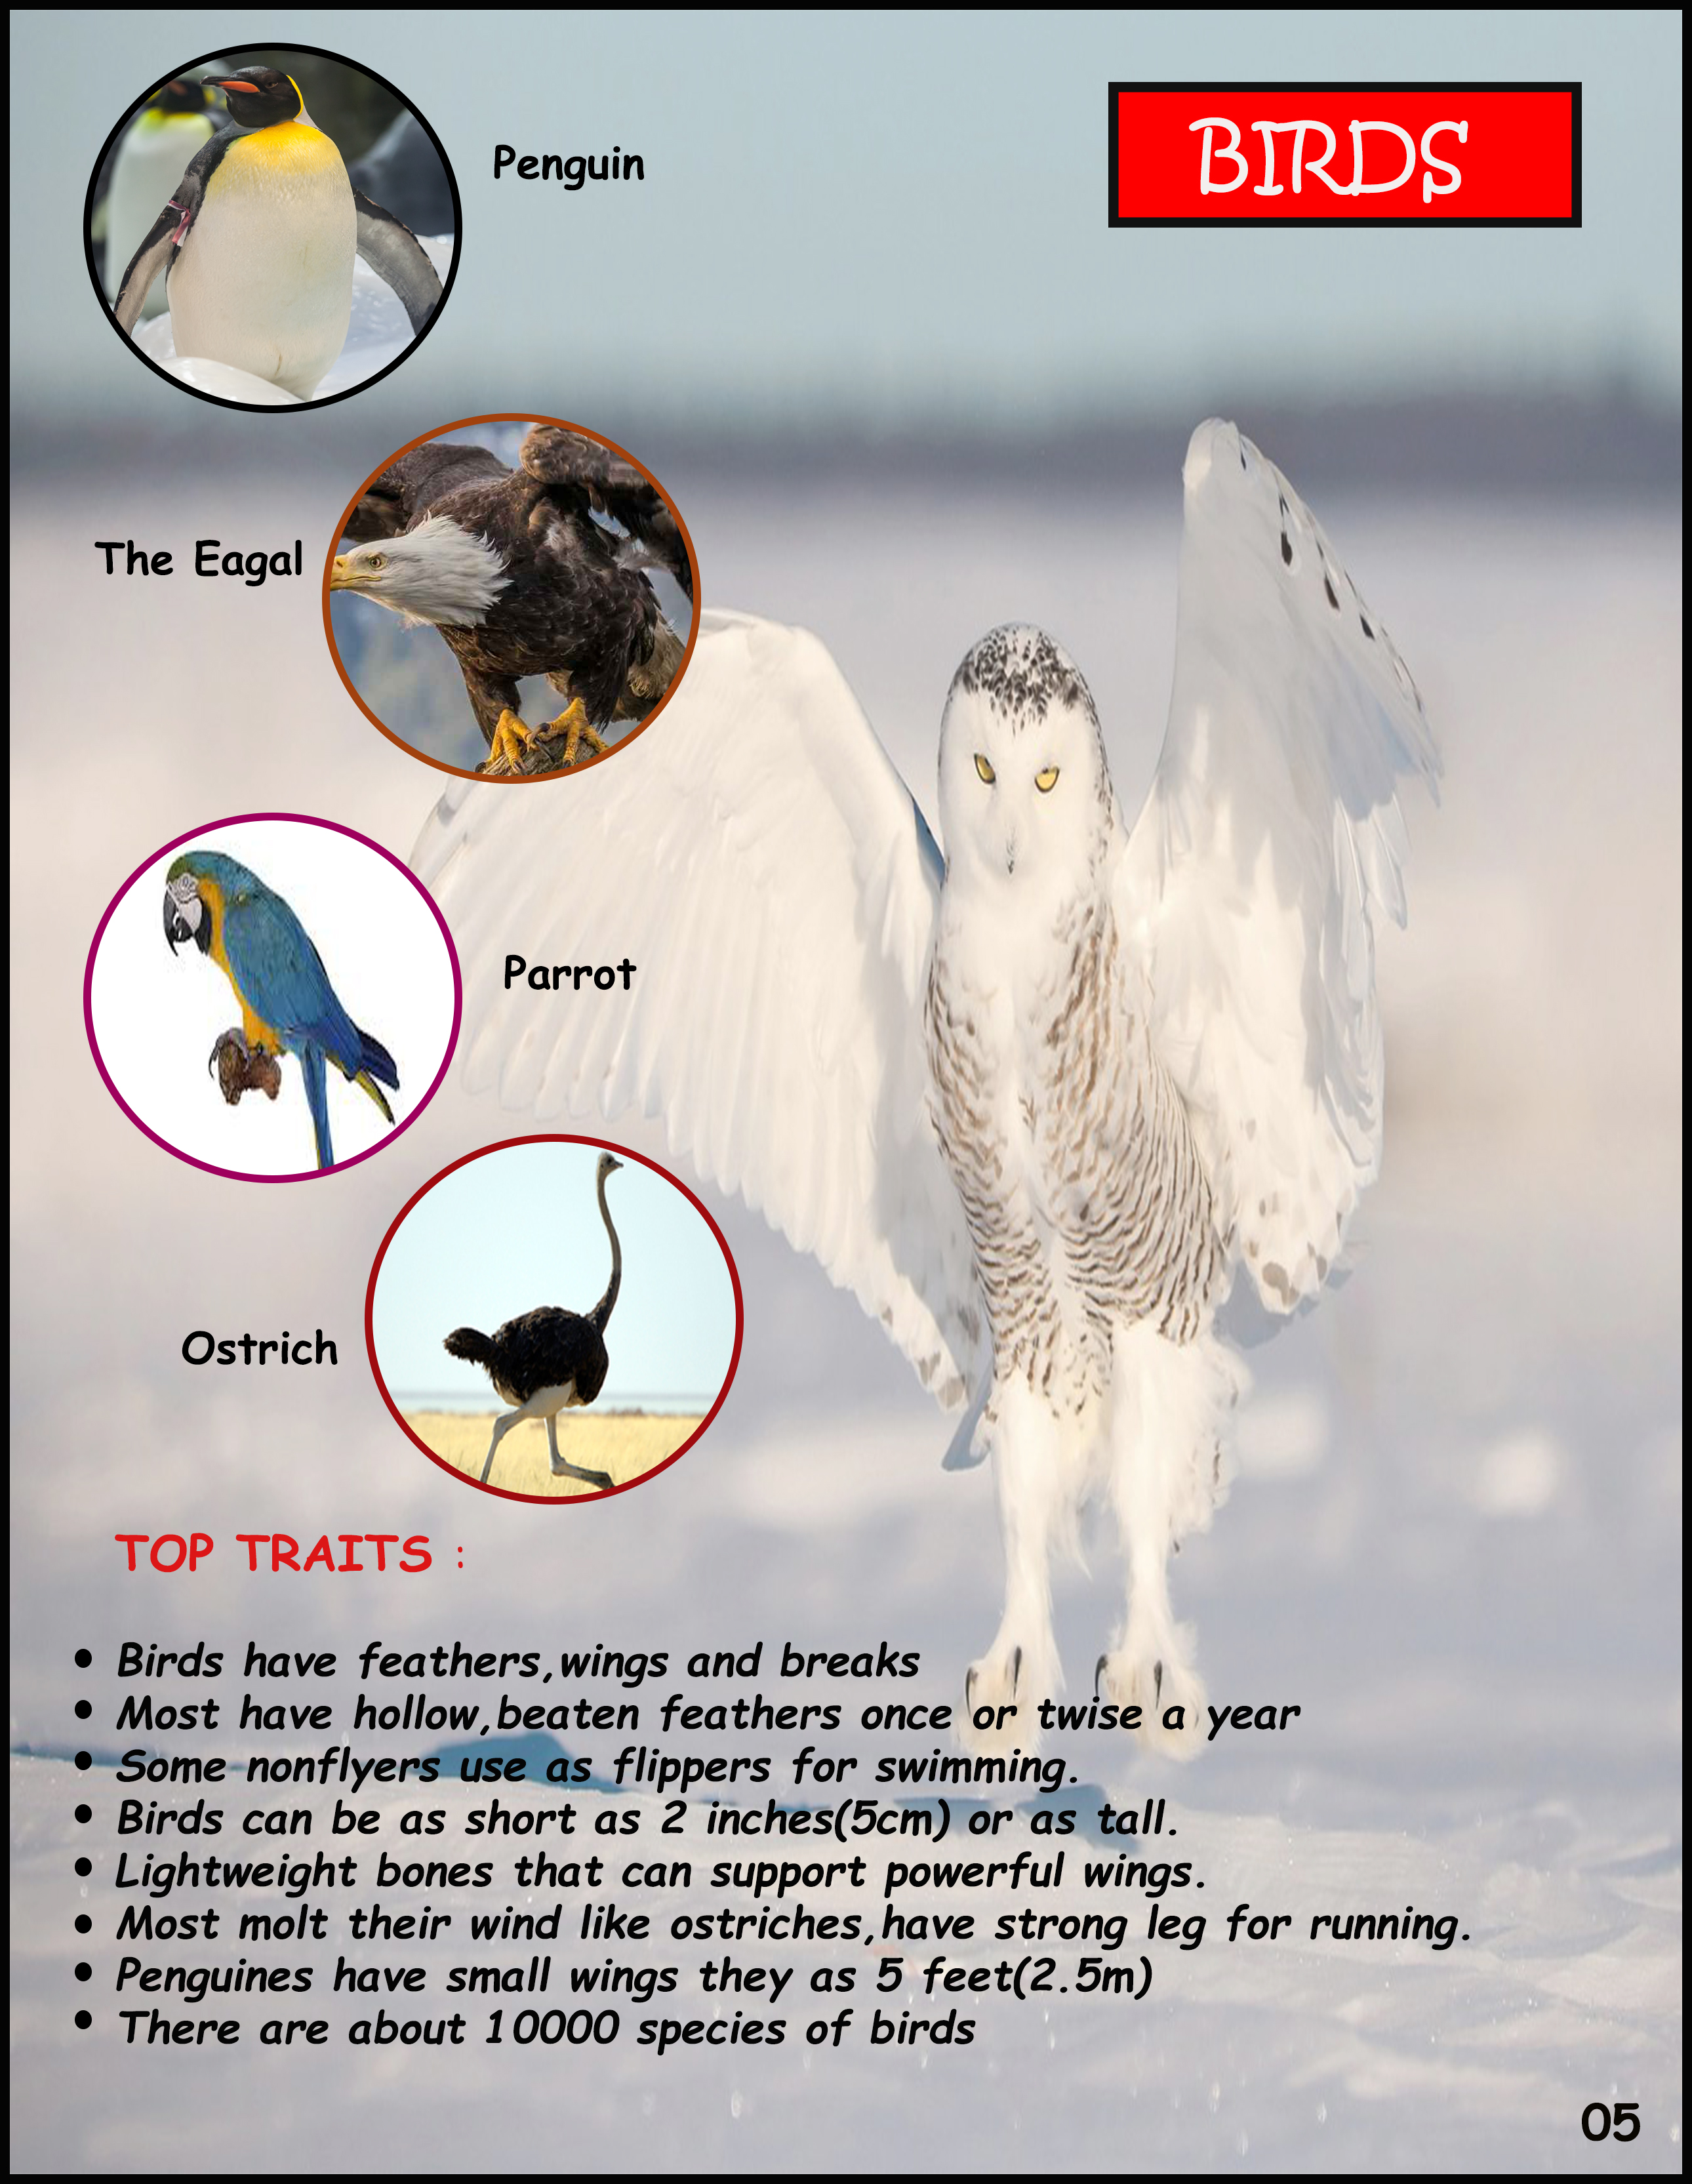 BIRDS
Penguin
The Eagal
Parrot
Ostrich
TOP TRAITS :
• Birds have feathers,wings and breaks
• Most have hollow,beaten feathers once or twise a year
• Some nonflyers use as flippers for swimming.
• Birds can be as short as 2 inches(5cm) or as tall.
• Lightweight bones that can support powerful wings.
• Most molt their wind like ostriches,have strong leg for running.
• Penguines have small wings they as 5 feet(2.5m)
• There are about 10000 species of birds
05